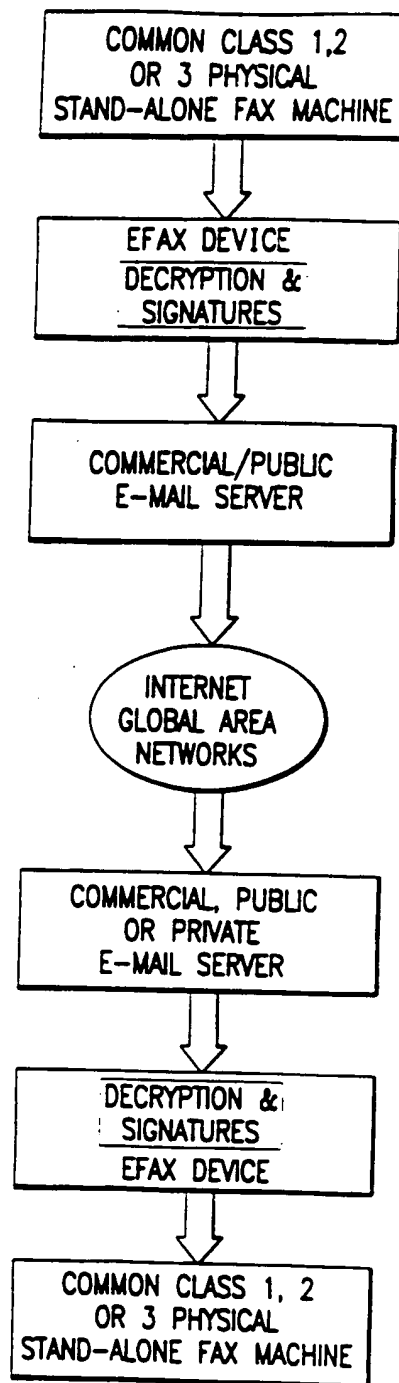 COMMON CLASS 1,2
OR 3 PHYSICAL
STAND-ALONE FAX MACHINE
EFAX DEVICE
DECRYPTION &
SIGNATURES
COMMERCIAL/PUBLIC
E-MAIL SERVER
INTERNET
GLOBAL AREA
NETWORKS
COMMERCIAL, PUBLIC
OR PRIVATE
E-MAIL SERVER
DECRYPTION &
SIGNATURES
EFAX DEVICE
COMMON CLASS 1, 2
OR 3 PHYSICAL
STAND-ALONE FAX MACHINE